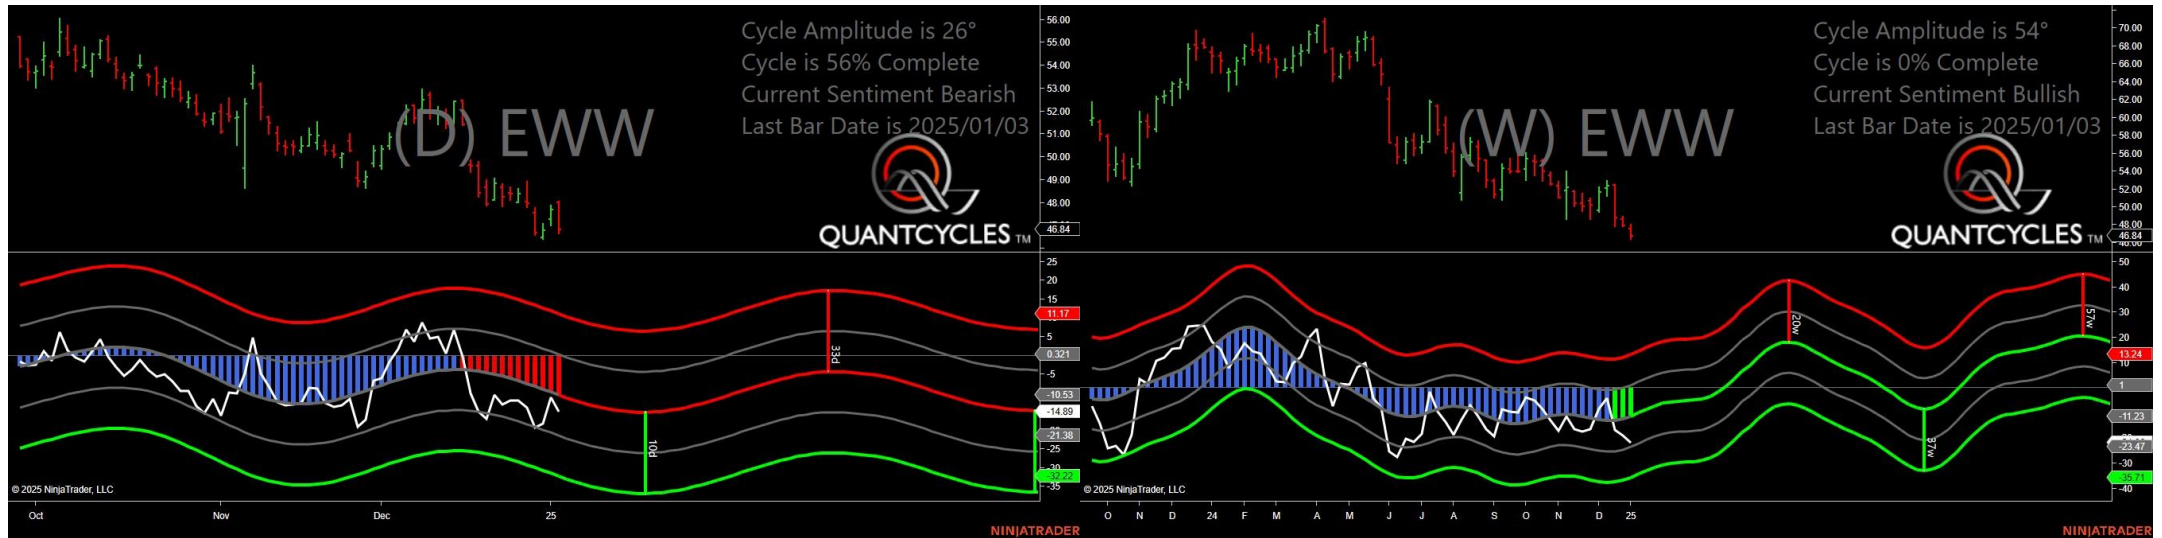 Cycle Amplitude is 26°
Cycle is 56% Complete
Current Sentiment Bearish
Last Bar Date is 2025/01/03
(D) EWW
QUANTCYCLES TM
56.00
55.00
54.00
53.00
52.00
51.00
50.00
49.00
48.00
46.84
25
20
15
11.17
5
0.321
-5
-10.53
-14.89
-21.38
-25
-30
-32.22
-35
33d
10d
© 2025 NinjaTrader, LLC
Oct Nov Dec 25
NINJATRADER
Cycle Amplitude is 54°
Cycle is 0% Complete
Current Sentiment Bullish
Last Bar Date is 2025/01/03
(W) EWW
QUANTCYCLES TM
70.00
68.00
66.00
64.00
62.00
60.00
58.00
56.00
54.00
52.00
50.00
48.00
46.84
46.00
50
40
30
20
13.24
10
1
-11.23
-23.47
-30
-35.71
-40
20w
37w
57w
© 2025 NinjaTrader, LLC
O N D 24 F M A M J J A S O N D 25
NINJATRADER